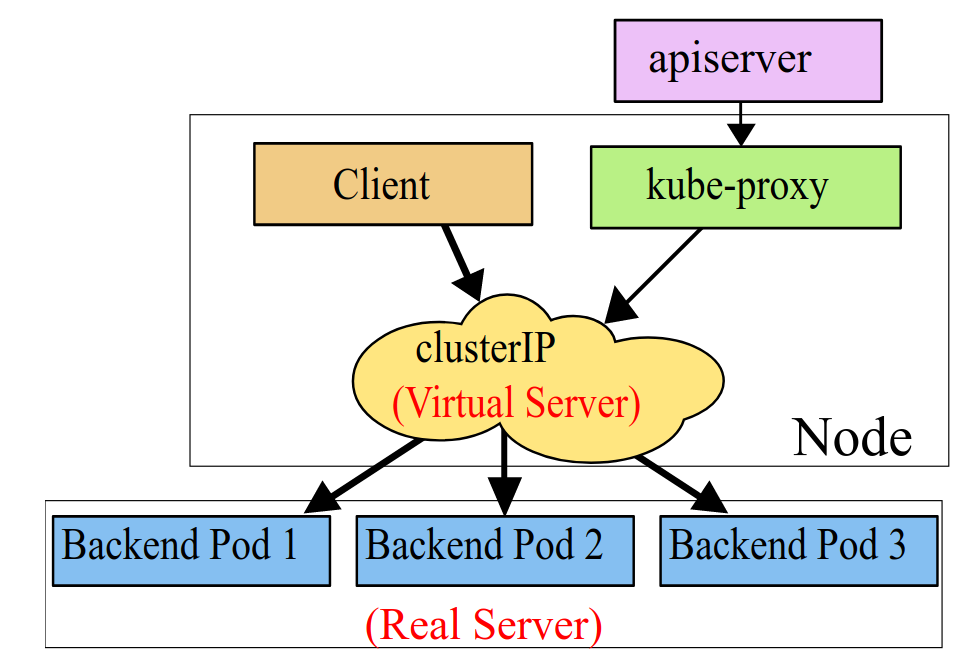 apiserver
Client
kube-proxy
clusterIP
(Virtual Server)
Node
Backend Pod 1
Backend Pod 2
Backend Pod 3
(Real Server)